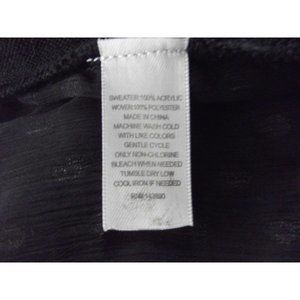 SWEATER:100% ACRYLIC
WOVEN:100% POLYESTER
MADE IN CHINA
MACHINE WASH COLD
WITH LIKE COLORS
GENTLE CYCLE
ONLY NON-CHLORINE
BLEACH WHEN NEEDED
TUMBLE DRY LOW
COOL IRON IF NEEDED